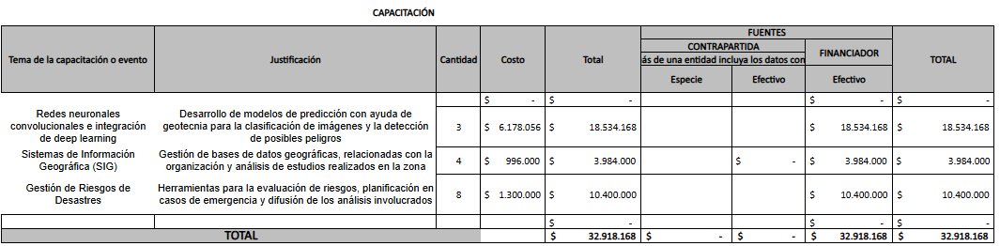 CAPACITACIÓN
Tema de la capacitación o evento Justificación Cantidad Costo Total FUENTES TOTAL
CONTRAPARTIDA FINANCIADOR
ás de una entidad incluya los datos con
Especie Efectivo Efectivo
$ - $ - $ - $ -
Redes neuronales
convolucionales e integración
de deep learning
Desarrollo de modelos de predicción con ayuda de
geotecnia para la clasificación de imágenes y la detección
de posibles peligros
3 $ 6.178.056 $ 18.534.168 $ 18.534.168 $ 18.534.168
Sistemas de Información
Geográfica (SIG)
Gestión de bases de datos geográficas, relacionadas con la
organización y análisis de estudios realizados en la zona
4 $ 996.000 $ 3.984.000 $ - $ 3.984.000 $ 3.984.000
Gestión de Riesgos de
Desastres
Herramientas para la evaluación de riesgos, planificación en
casos de emergencia y difusión de los análisis involucrados
8 $ 1.300.000 $ 10.400.000 $ 10.400.000 $ 10.400.000
$ - $ - $ -
TOTAL $ 32.918.168 $ - $ - $ 32.918.168 $ 32.918.168